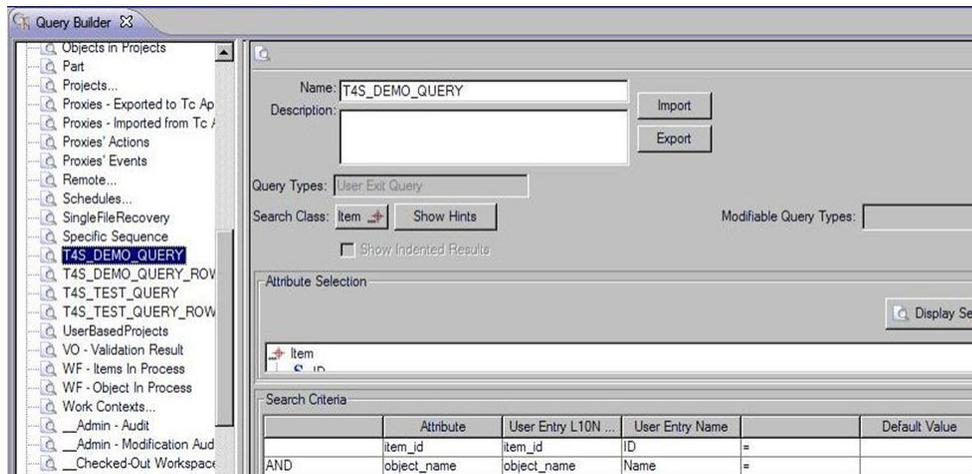 Query Builder
Objects in Projects
Part
Projects...
Proxies - Exported to Tc Ap
Proxies - Imported from Tc
Proxies' Actions
Proxies' Events
Remote...
Schedules...
SingleFileRecovery
Specific Sequence
T4S_DEMO_QUERY
T4S_DEMO_QUERY_ROW
T4S_TEST_QUERY
T4S_TEST_QUERY_ROW
UserBasedProjects
VO - Validation Result
WF - Items In Process
WF - Object In Process
Work Contexts...
__Admin - Audit
__Admin - Modification Aud
__Checked-Out Workspace
Name: T4S_DEMO_QUERY
Import
Description:
Export
Query Types: User Exit Query
Search Class: Item Show Hints Modifiable Query Types:
Show Indented Results
Attribute Selection
Display Se
Item
ID
Search Criteria
Attribute User Entry L10N ... User Entry Name Default Value
item_id item_id ID =
AND object_name object_name Name =